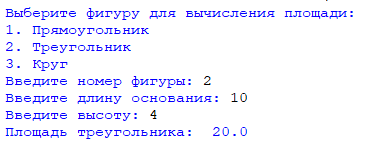 Выберите фигуру для вычисления площади:
1. Прямоугольник
2. Треугольник
3. Круг
Введите номер фигуры: 2
Введите длину основания: 10
Введите высоту: 4
Площадь треугольника:  20.0